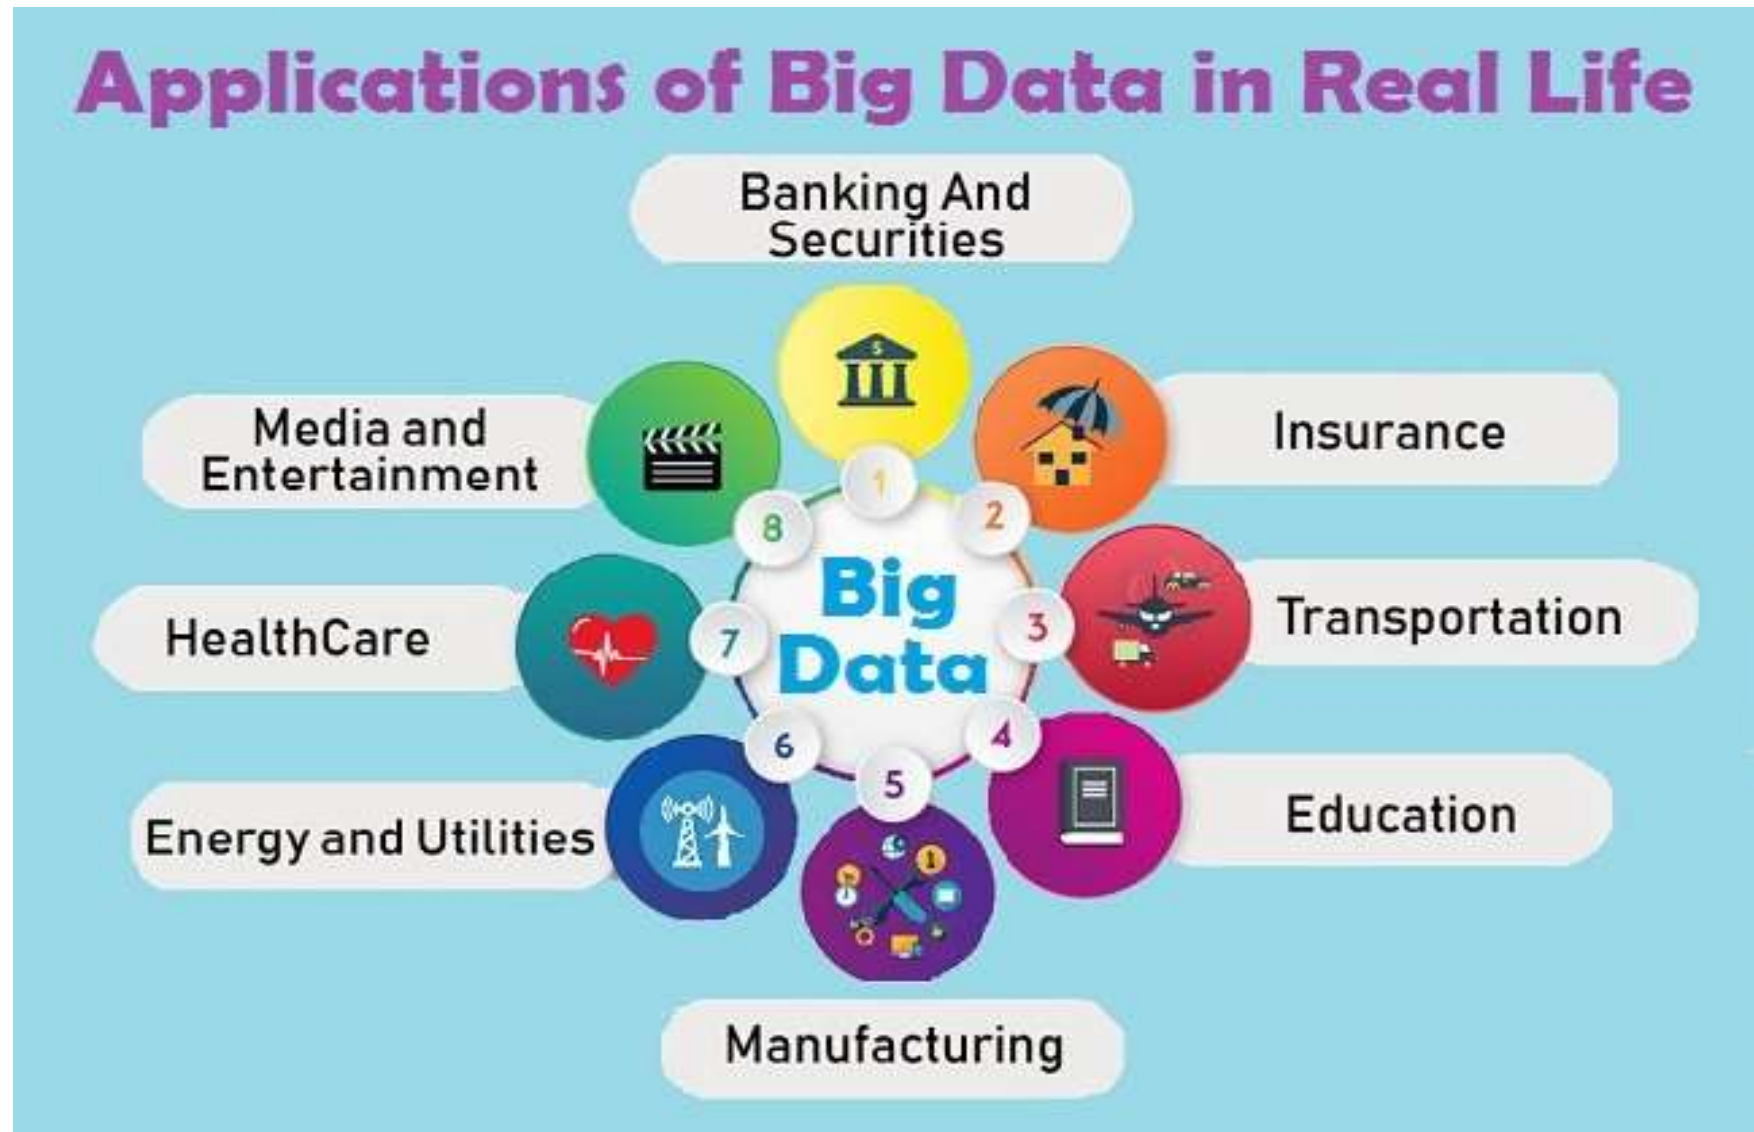 Applications of Big Data in Real Life
Banking And
Securities
1
Insurance
2
Transportation
3
Education
4
Manufacturing
5
Energy and Utilities
6
HealthCare
7
Media and
Entertainment
8
Big
Data